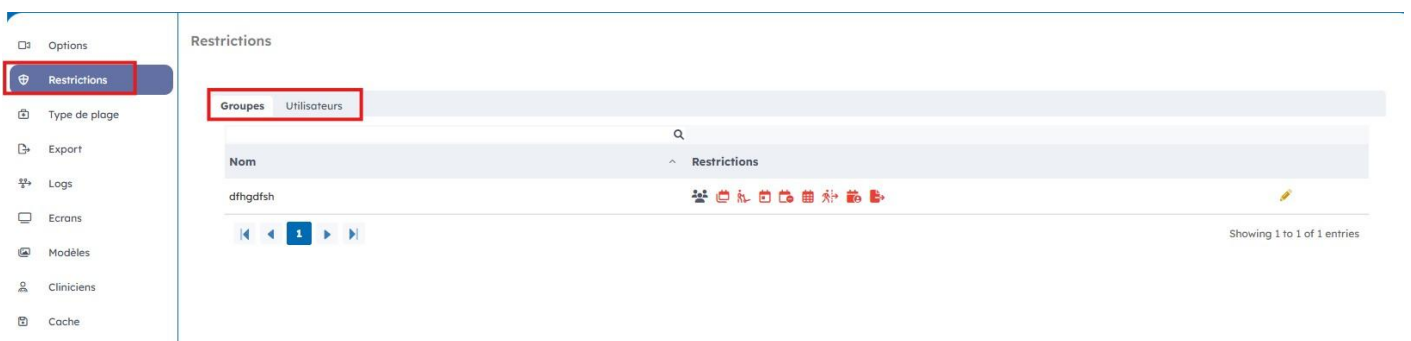 Options
Restrictions
Type de plage
Export
Logs
Ecrans
Modèles
Cliniciens
Cache
Restrictions
Groupes Utilisateurs
Nom Restrictions
dfhgdfsh
1
Showing 1 to 1 of 1 entries